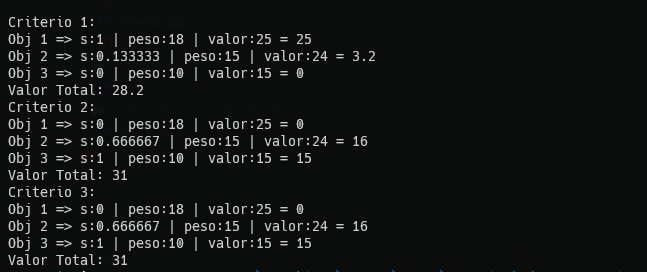 Criterio 1:
Obj 1 => s:1 | peso:18 | valor:25 = 25
Obj 2 => s:0.133333 | peso:15 | valor:24 = 3.2
Obj 3 => s:0 | peso:10 | valor:15 = 0
Valor Total: 28.2
Criterio 2:
Obj 1 => s:0 | peso:18 | valor:25 = 0
Obj 2 => s:0.666667 | peso:15 | valor:24 = 16
Obj 3 => s:1 | peso:10 | valor:15 = 15
Valor Total: 31
Criterio 3:
Obj 1 => s:0 | peso:18 | valor:25 = 0
Obj 2 => s:0.666667 | peso:15 | valor:24 = 16
Obj 3 => s:1 | peso:10 | valor:15 = 15
Valor Total: 31